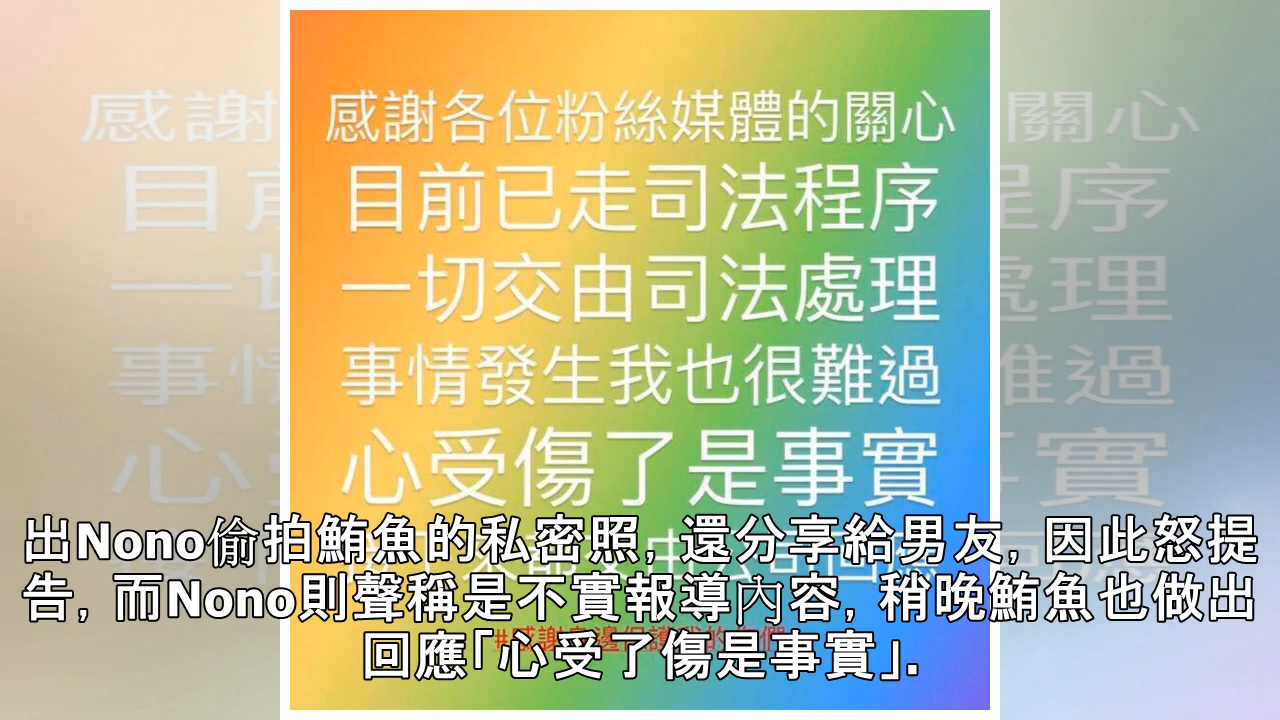 感謝各位粉絲媒體的關心
目前已走司法程序
一切交由司法處理
事情發生我也很難過
心受傷了是事實
出Nono偷拍鮪魚的私密照, 還分享給男友, 因此怒提
告, 而Nono則聲稱是不實報導內容, 稍晚鮪魚也做出
回應「心受了傷是事實」.
#感謝